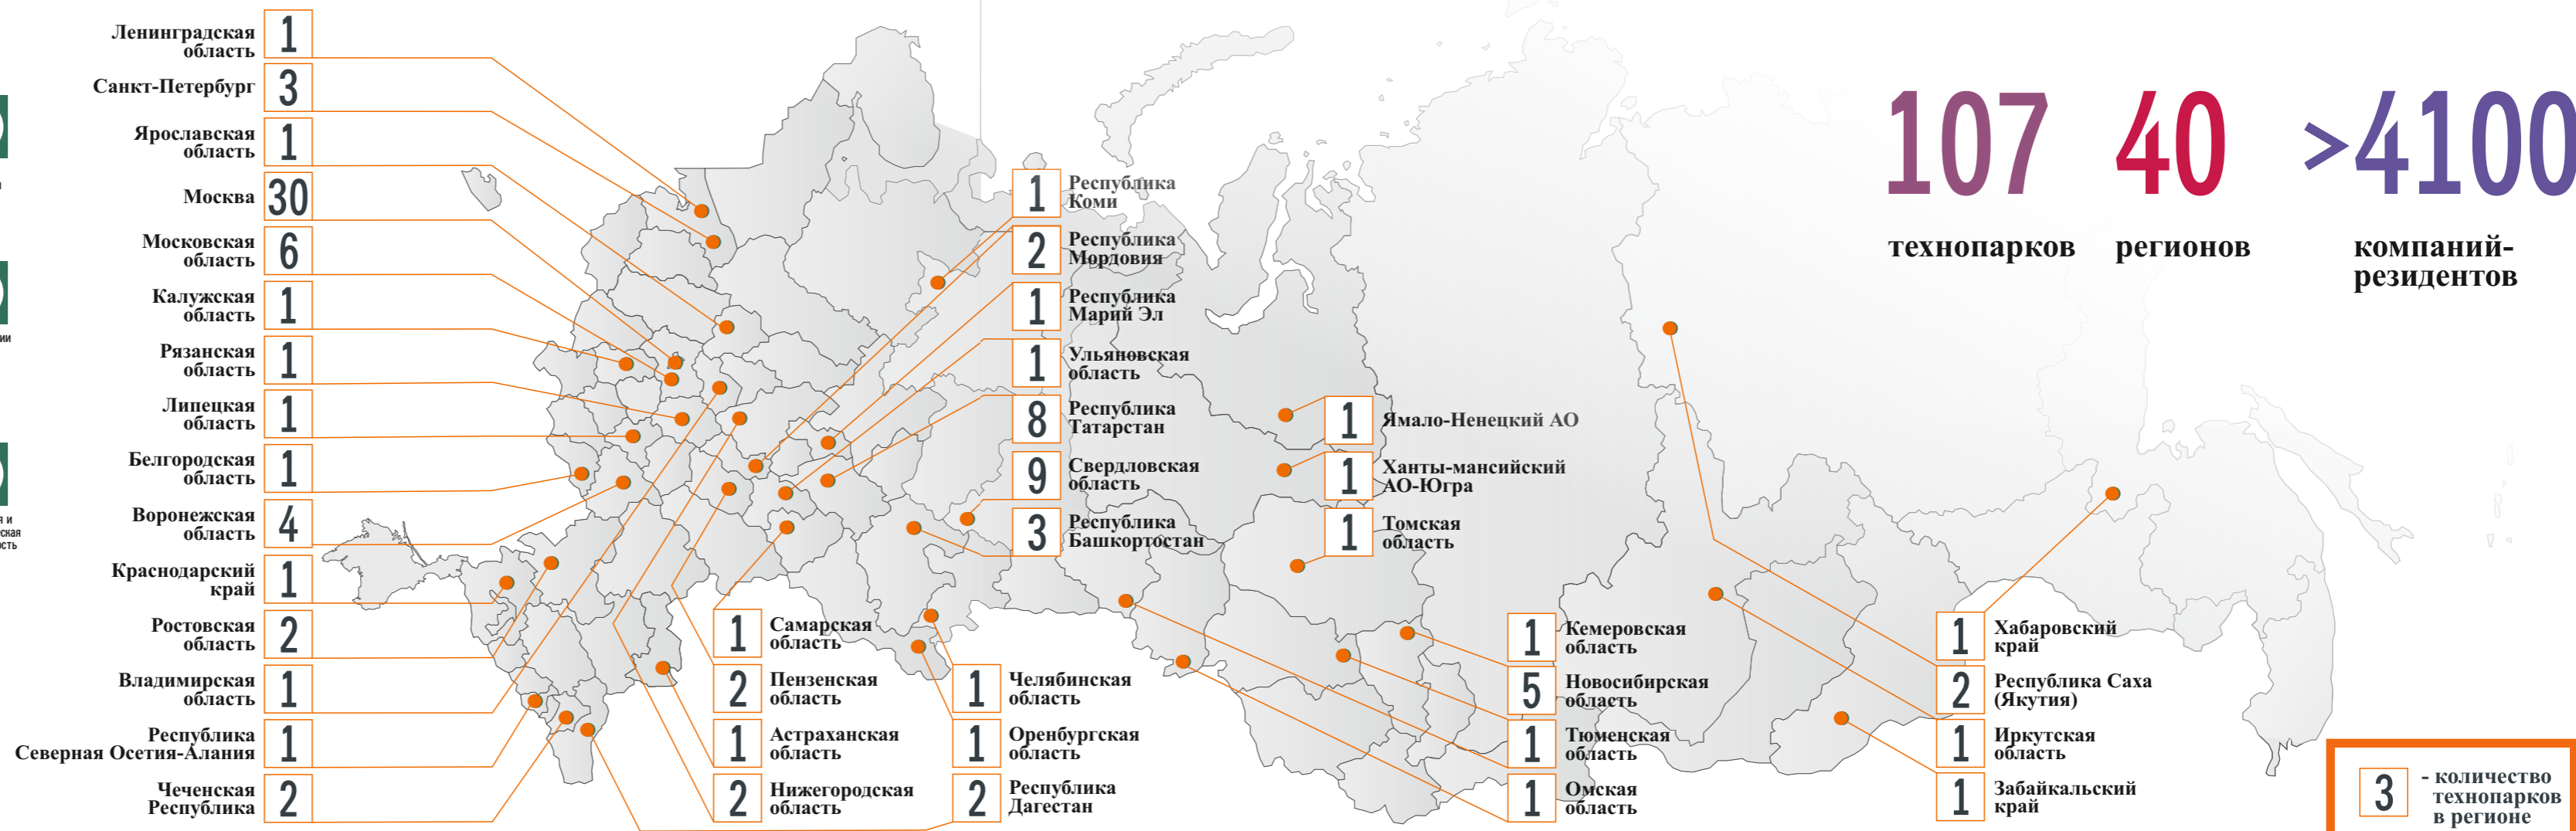 Ленинградская
область
1
Санкт-Петербург
3
Ярославская
область
1
Москва
30
Московская
область
6
Калужская
область
1
Рязанская
область
1
Липецкая
область
1
Белгородская
область
1
Воронежская
область
4
Краснодарский
край
1
Ростовская
область
2
Владимирская
область
1
Республика
Северная Осетия-Алания
1
Чеченская
Республика
2
1
Республика
Коми
2
Республика
Мордовия
1
Республика
Марий Эл
1
Ульяновская
область
8
Республика
Татарстан
9
Свердловская
область
3
Республика
Башкортостан
1
Самарская
область
2
Пензенская
область
1
Астраханская
область
2
Нижегородская
область
1
Челябинская
область
1
Оренбургская
область
2
Республика
Дагестан
1
Ямало-Ненецкий АО
1
Ханты-мансийский
АО-Югра
1
Томская
область
1
Кемеровская
область
5
Новосибирская
область
1
Тюменская
область
1
Омская
область
1
Хабаровский
край
2
Республика Саха
(Якутия)
1
Иркутская
область
1
Забайкальский
край
107
технопарков
40
регионов
>4100
компаний-
резидентов
3
- количество
технопарков
в регионе